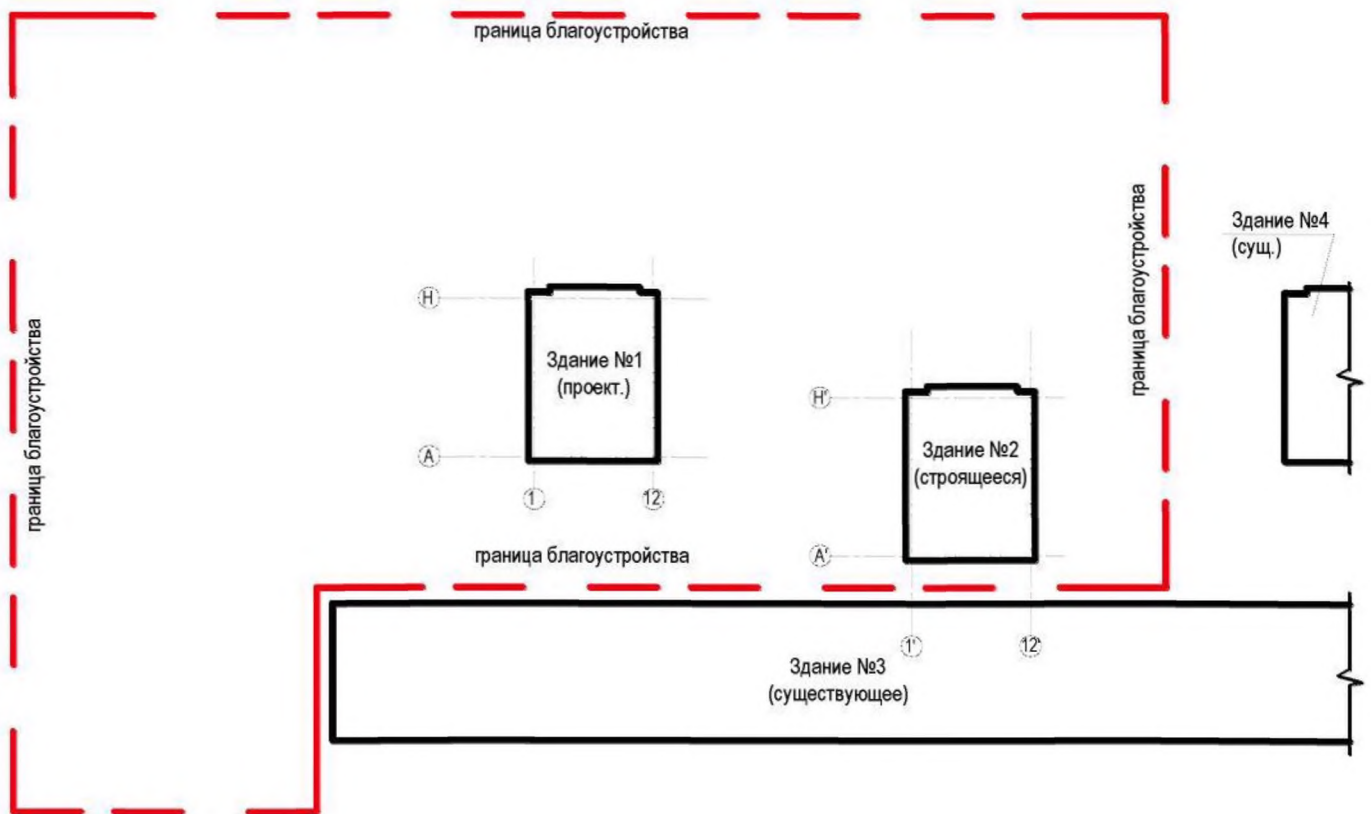 граница благоустройства
граница благоустройства
Здание №4
(сущ.)
Н
Здание №1
(проект.)
граница благоустройства
Н'
А
Здание №2
(строящееся)
1
12
граница благоустройства
А'
1'
12'
Здание №3
(существующее)